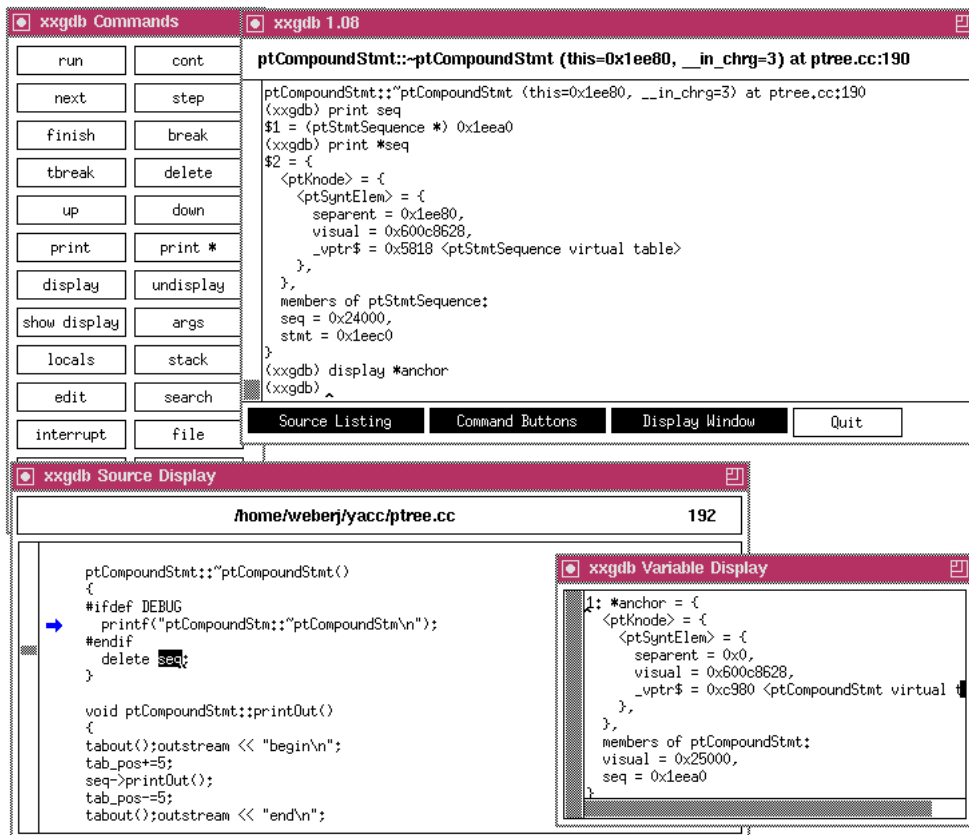 xxgdb Commands
run cont
next step
finish break
tbreak delete
up down
print print *
display undisplay
show display args
locals stack
edit search
interrupt file
xxgdb 1.08
ptCompoundStmt::~ptCompoundStmt (this=0x1ee80, __in_chrg=3) at ptree.cc:190
ptCompoundStmt::~ptCompoundStmt (this=0x1ee80, __in_chrg=3) at ptree.cc:190
(xxgdb) print seq
$1 = (ptStmtSequence *) 0x1eea0
(xxgdb) print *seq
$2 = {
<ptKnode> = {
<ptSyntElem> = {
separent = 0x1ee80,
visual = 0x600c8628,
_vptr$ = 0x5818 <ptStmtSequence virtual table>
},
},
members of ptStmtSequence:
seq = 0x24000,
stmt = 0x1eec0
}
(xxgdb) display *anchor
(xxgdb)
Source Listing Command Buttons Display Window Quit
xxgdb Source Display
/home/weberj/yacc/ptree.cc 192
ptCompoundStmt::~ptCompoundStmt()
{
#ifdef DEBUG
printf("ptCompoundStm::~ptCompoundStm\n");
#endif
delete seq;
}
void ptCompoundStmt::printOut()
{
tabout();outstream << "begin\n";
tab_pos+=5;
seq->printOut();
tab_pos-=5;
tabout();outstream << "end\n";
xxgdb Variable Display
1: *anchor = {
<ptKnode> = {
<ptSyntElem> = {
separent = 0x0,
visual = 0x600c8628,
_vptr$ = 0xc980 <ptCompoundStmt virtual t
},
},
members of ptCompoundStmt:
visual = 0x25000,
seq = 0x1eea0
}